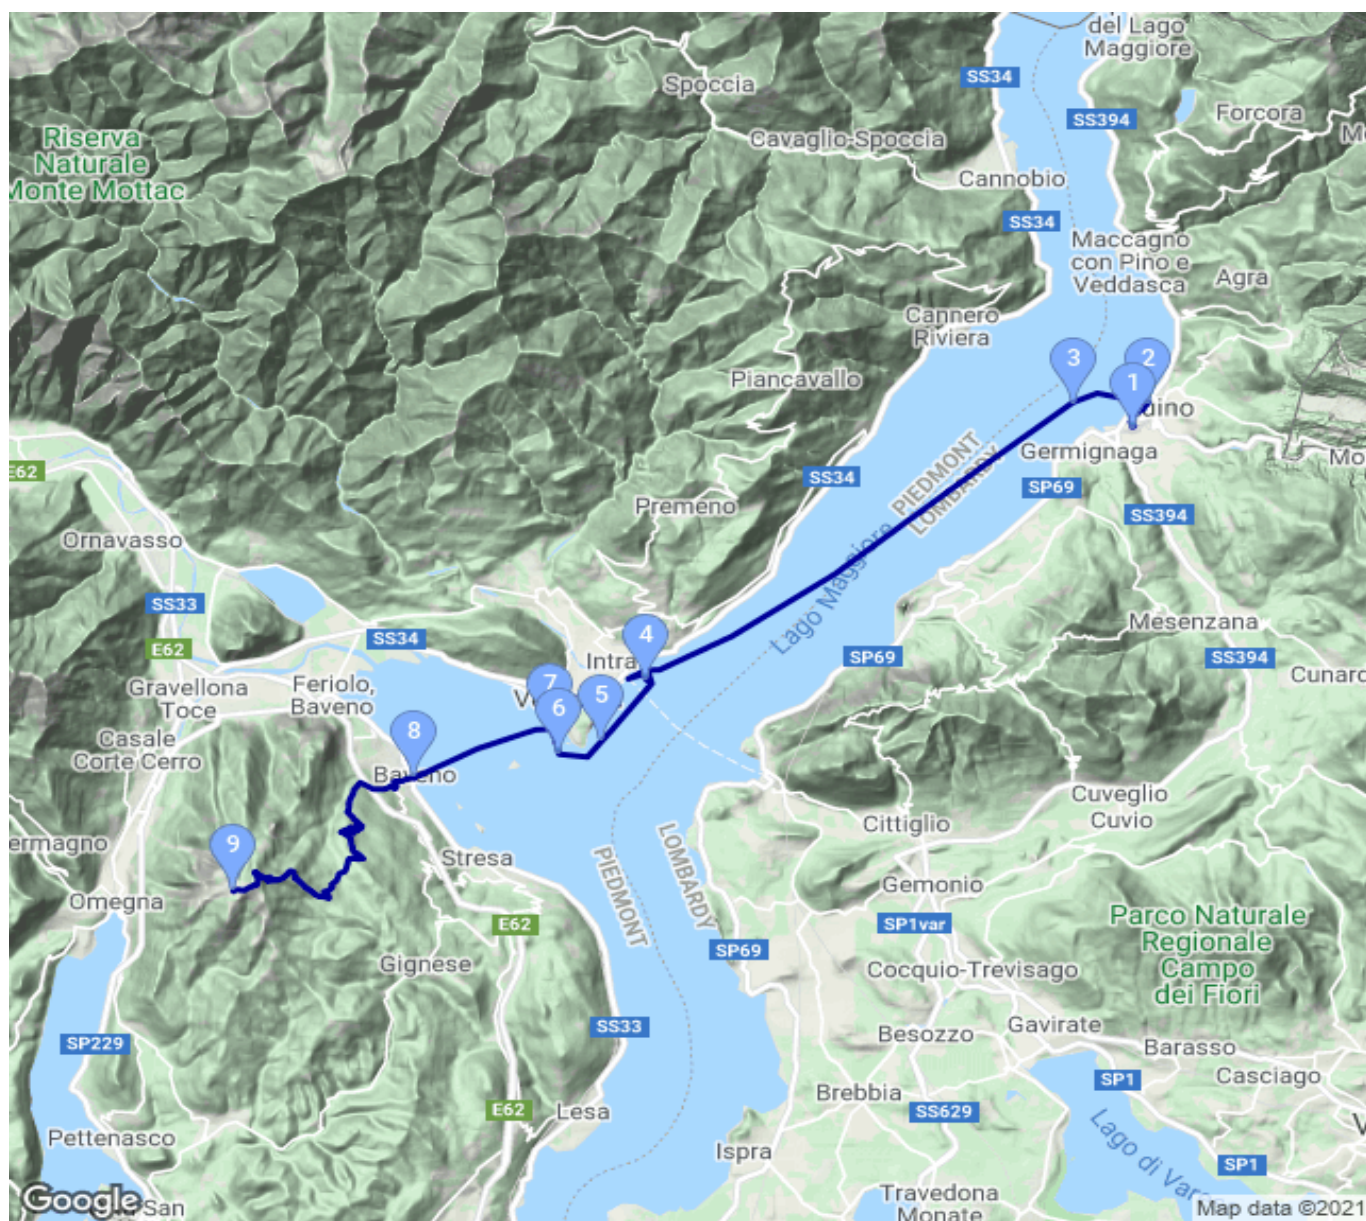 del Lago
Maggiore
SS34
Spoccia
SS394
Forcora
Riserva
Naturale
Monte Mottac
Cavaglio-Spoccia
Cannobio
SS34
Maccagno
con Pino e
Veddasca
Agra
Cannero
Riviera
3
2
1
Piancavallo
Germignaga
E62
SS34
PIEDMONT
LOMBARDY
SP69
Premeno
SS394
Ornavasso
Lago Maggiore
SS33
SS34
Mesenzana
E62
Intra
4
SP69
SS394
Cunard
Gravellona
Toce
Feriolo,
Baveno
7
5
6
Casale
Corte Cerro
8
Baveno
Cuveglio
Cuvio
Cittiglio
9
Stresa
PIEDMONT
LOMBARDY
Gemonio
Omegna
E62
SP1var
Parco Naturale
Regionale
Campo
dei Fiori
SP69
Gignese
Cocquio-Trevisago
SS33
Besozzo
Gavirate
SP229
Barasso
SP1
Casciago
Brebbia
E62
Lesa
SS629
Pettenasco
Ispra
Lago di Vare
SP1
Travedona
Monate
Google
San
Map data ©2021